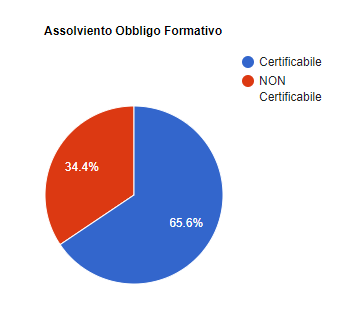 Assolviento Obbligo Formativo
Certificabile
NON
Certificabile
34.4%
65.6%